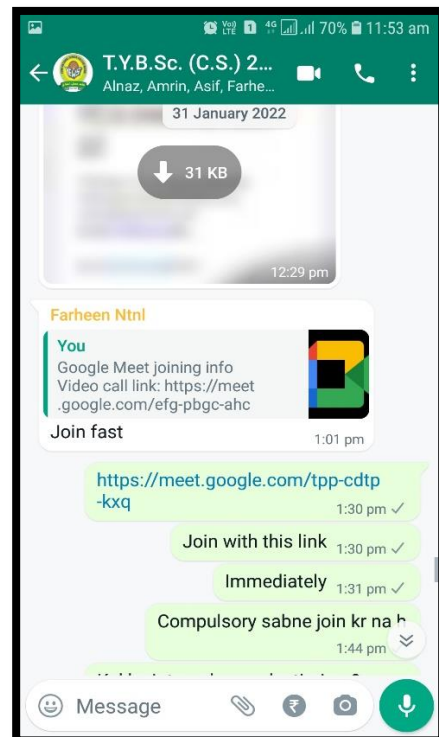 70% 11:53 am
T.Y.B.Sc. (C.S.) 2...
Alnaz, Amrin, Asif, Farhe...
31 January 2022
31 KB
12:29 pm
Farheen Ntnl
You
Google Meet joining info
Video call link: https://meet
.google.com/efg-pbgc-ahc
Join fast
1:01 pm
https://meet.google.com/tpp-cdtp
-kxq
1:30 pm
Join with this link 1:30 pm
Immediately 1:31 pm
Compulsory sabne join kr na h
1:44 pm
Message